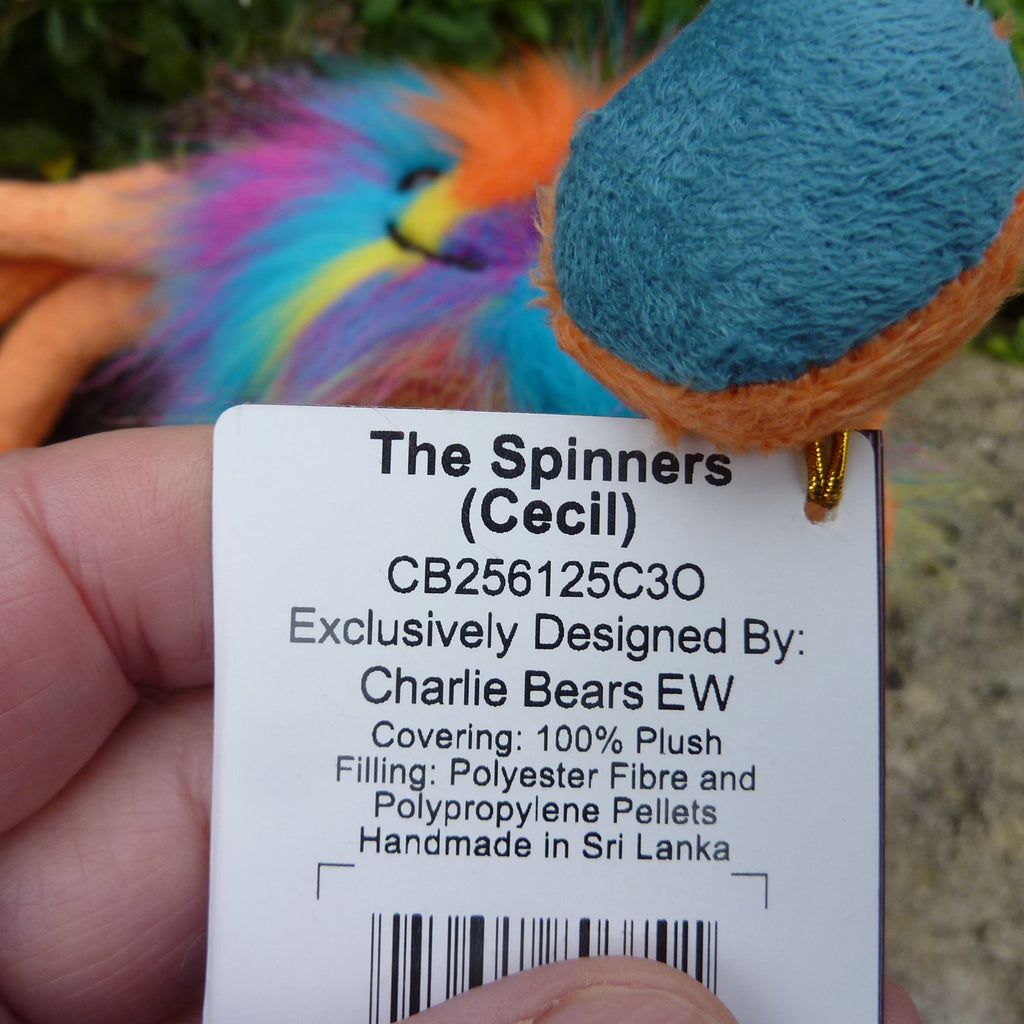 The Spinners
(Cecil)
CB256125C3O
Exclusively Designed By:
Charlie Bears EW
Covering: 100% Plush
Filling: Polyester Fibre and
Polypropylene Pellets
Handmade in Sri Lanka